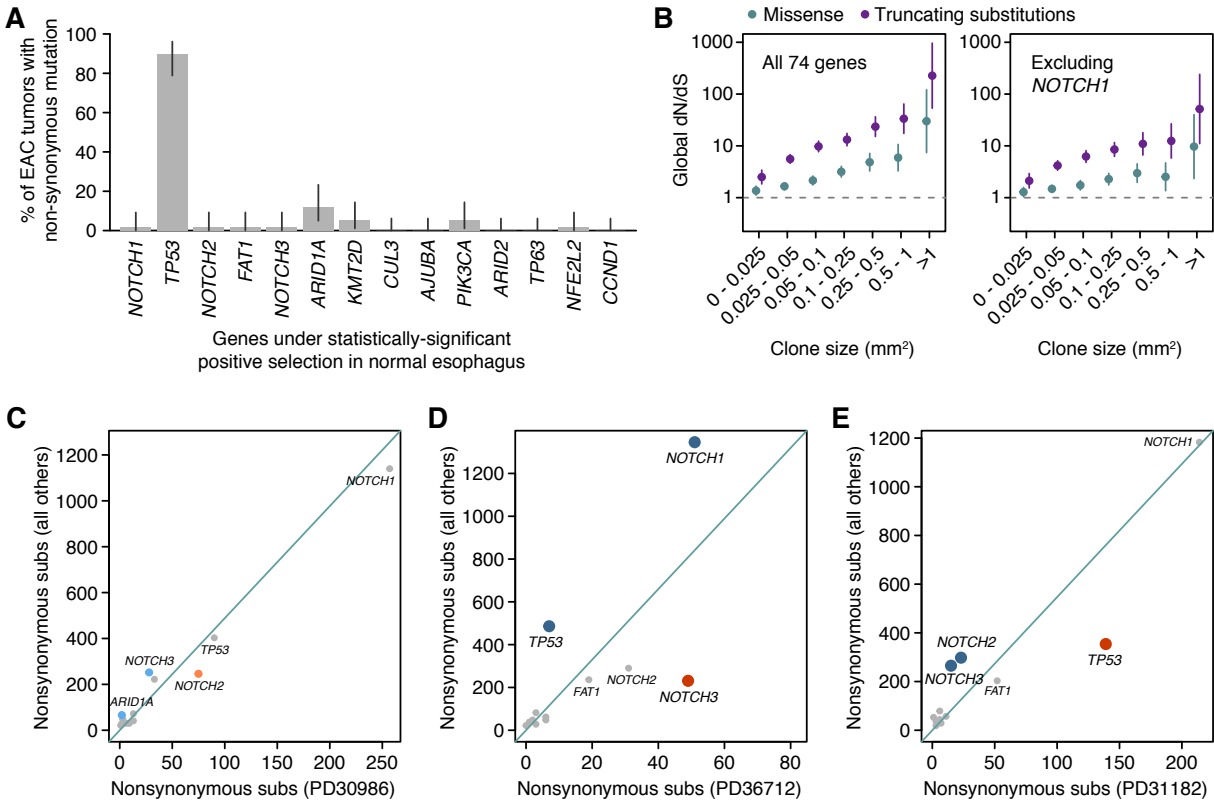 A
% of EAC tumors with
non-synonymous mutation
100
80
60
40
20
0
NOTCH1
TP53
NOTCH2
FAT1
NOTCH3
ARID1A
KMT2D
CUL3
AJUBA
PIK3CA
ARID2
TP63
NFE2L2
CCND1
Genes under statistically-significant
positive selection in normal esophagus
B
Missense
Truncating substitutions
Global dN/dS
1000
100
10
1
All 74 genes
0 - 0.025
0.025 - 0.05
0.05 - 0.1
0.1 - 0.25
0.25 - 0.5
0.5 - 1
>1
Clone size (mm²)
1000
100
10
1
Excluding
NOTCH1
0 - 0.025
0.025 - 0.05
0.05 - 0.1
0.1 - 0.25
0.25 - 0.5
0.5 - 1
>1
Clone size (mm²)
C
Nonsynonymous subs (all others)
1200
1000
800
600
400
200
0
NOTCH1
TP53
NOTCH3
NOTCH2
ARID1A
0
50
100
150
200
250
Nonsynonymous subs (PD30986)
D
Nonsynonymous subs (all others)
1200
1000
800
600
400
200
0
NOTCH1
TP53
NOTCH2
FAT1
NOTCH3
0
20
40
60
80
Nonsynonymous subs (PD36712)
E
Nonsynonymous subs (all others)
1200
1000
800
600
400
200
0
NOTCH1
NOTCH2
TP53
NOTCH3
FAT1
0
50
100
150
200
Nonsynonymous subs (PD31182)